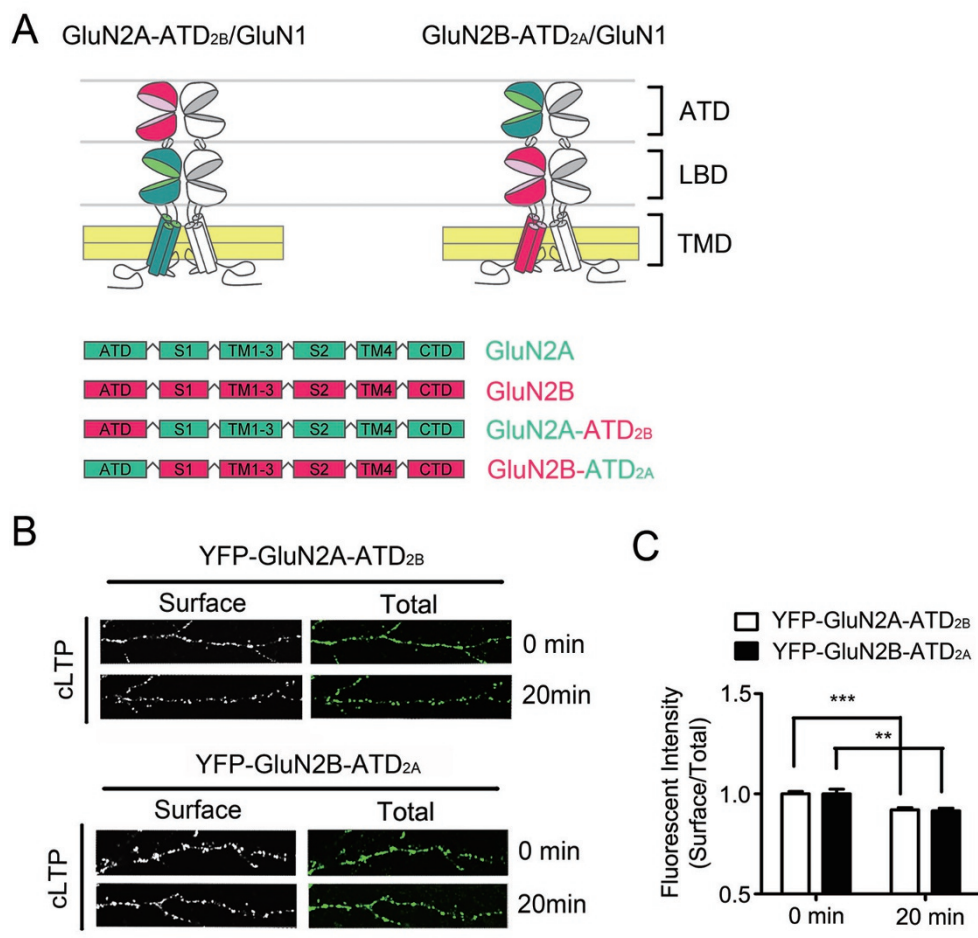 A
GluN2A-ATD2B/GluN1
GluN2B-ATD2A/GluN1
ATD
LBD
TMD
ATD S1 TM1-3 S2 TM4 CTD GluN2A
ATD S1 TM1-3 S2 TM4 CTD GluN2B
ATD S1 TM1-3 S2 TM4 CTD GluN2A-ATD2B
ATD S1 TM1-3 S2 TM4 CTD GluN2B-ATD2A
B
YFP-GluN2A-ATD2B
Surface Total
cLTP
0 min
20min
YFP-GluN2B-ATD2A
Surface Total
cLTP
0 min
20min
C
YFP-GluN2A-ATD2B
YFP-GluN2B-ATD2A
Fluorescent Intensity
(Surface/Total)
1.5
1.0
0.5
***
**
0 min 20 min